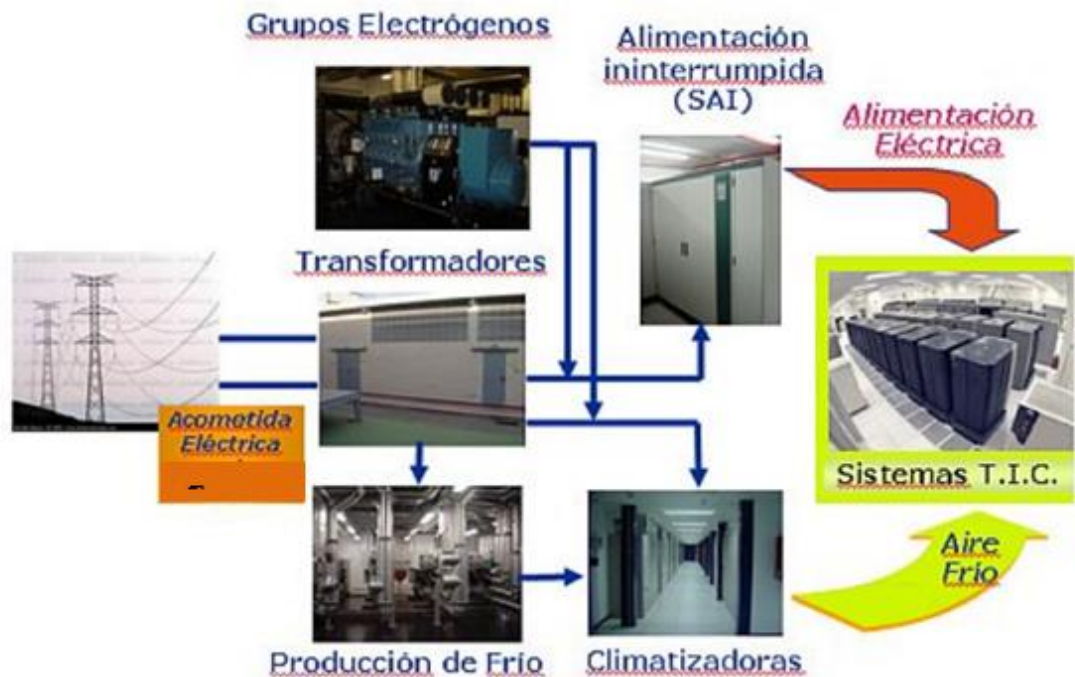 Grupos Electrógenos
Alimentación
ininterrumpida
(SAI)
Alimentación
Eléctrica
Transformadores
Acometida
Eléctrica
Sistemas T.I.C.
Aire
Frío
Producción de Frío
Climatizadoras